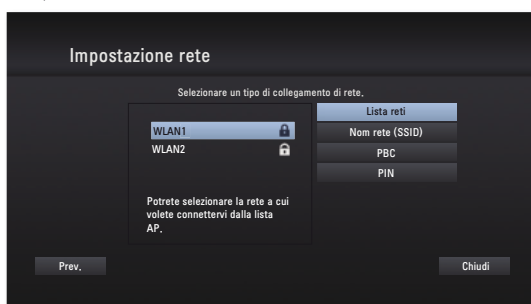 Impostazione rete
Selezionare un tipo di collegamento di rete.
WLAN1
WLAN2
Potrete selezionare la rete a cui
volete connettervi dalla lista
AP.
Lista reti
Nom rete (SSID)
PBC
PIN
Prev.
Chiudi